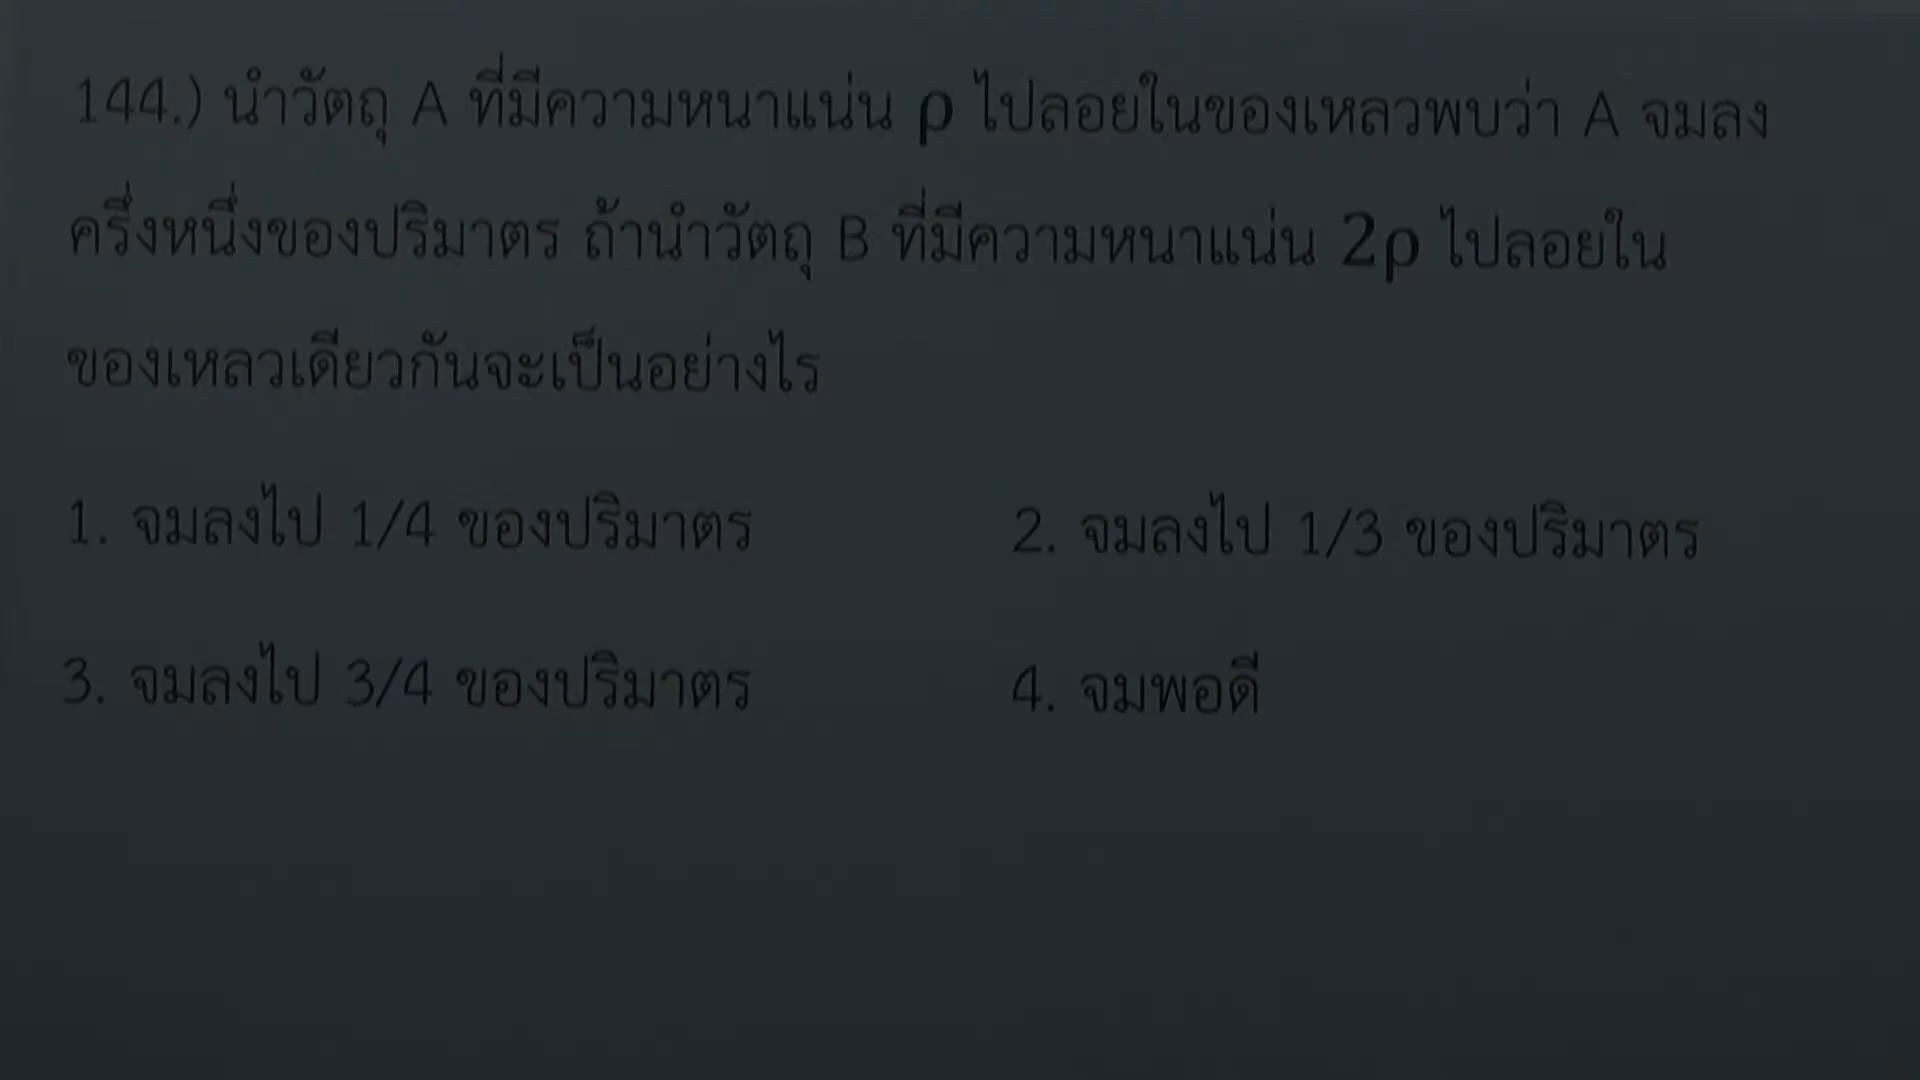 144.) นำวัตถุ A ที่มีความหนาแน่น ρ ไปลอยในของเหลวพบว่า A จมลง
ครึ่งหนึ่งของปริมาตร ถ้านำวัตถุ B ที่มีความหนาแน่น 2ρ ไปลอยใน
ของเหลวเดียวกันจะเป็นอย่างไร
1. จมลงไป 1/4 ของปริมาตร 2. จมลงไป 1/3 ของปริมาตร
3. จมลงไป 3/4 ของปริมาตร 4. จมพอดี